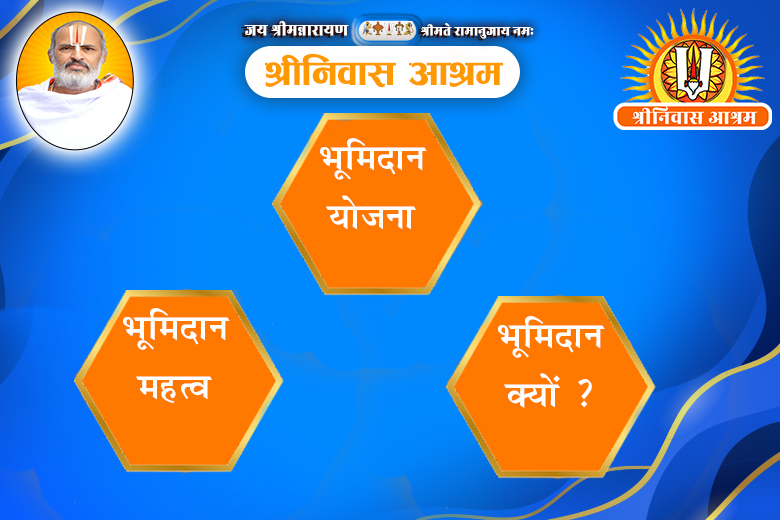 जय श्रीमन्नारायण श्रीमते रामानुजाय नमः
श्रीनिवास आश्रम
श्रीनिवास आश्रम
भूमिदान
योजना
भूमिदान
महत्व
भूमिदान
क्यों ?